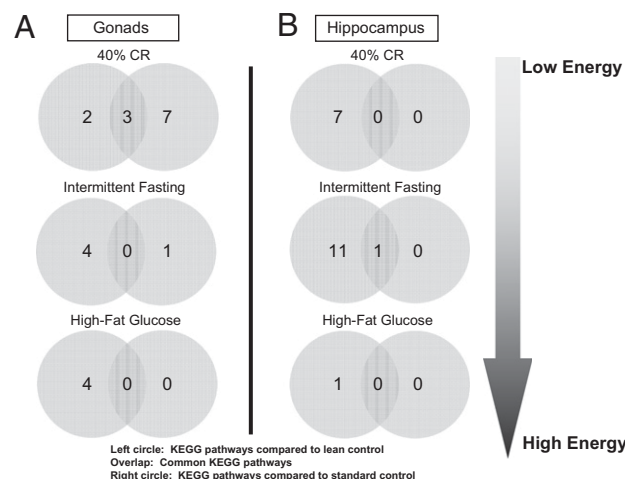 A
Gonads
40% CR
2 3 7
Intermittent Fasting
4 0 1
High-Fat Glucose
4 0 0
B
Hippocampus
40% CR
7 0 0
Intermittent Fasting
11 1 0
High-Fat Glucose
1 0 0
Low Energy
High Energy
Left circle: KEGG pathways compared to lean control
Overlap: Common KEGG pathways
Right circle: KEGG pathways compared to standard control